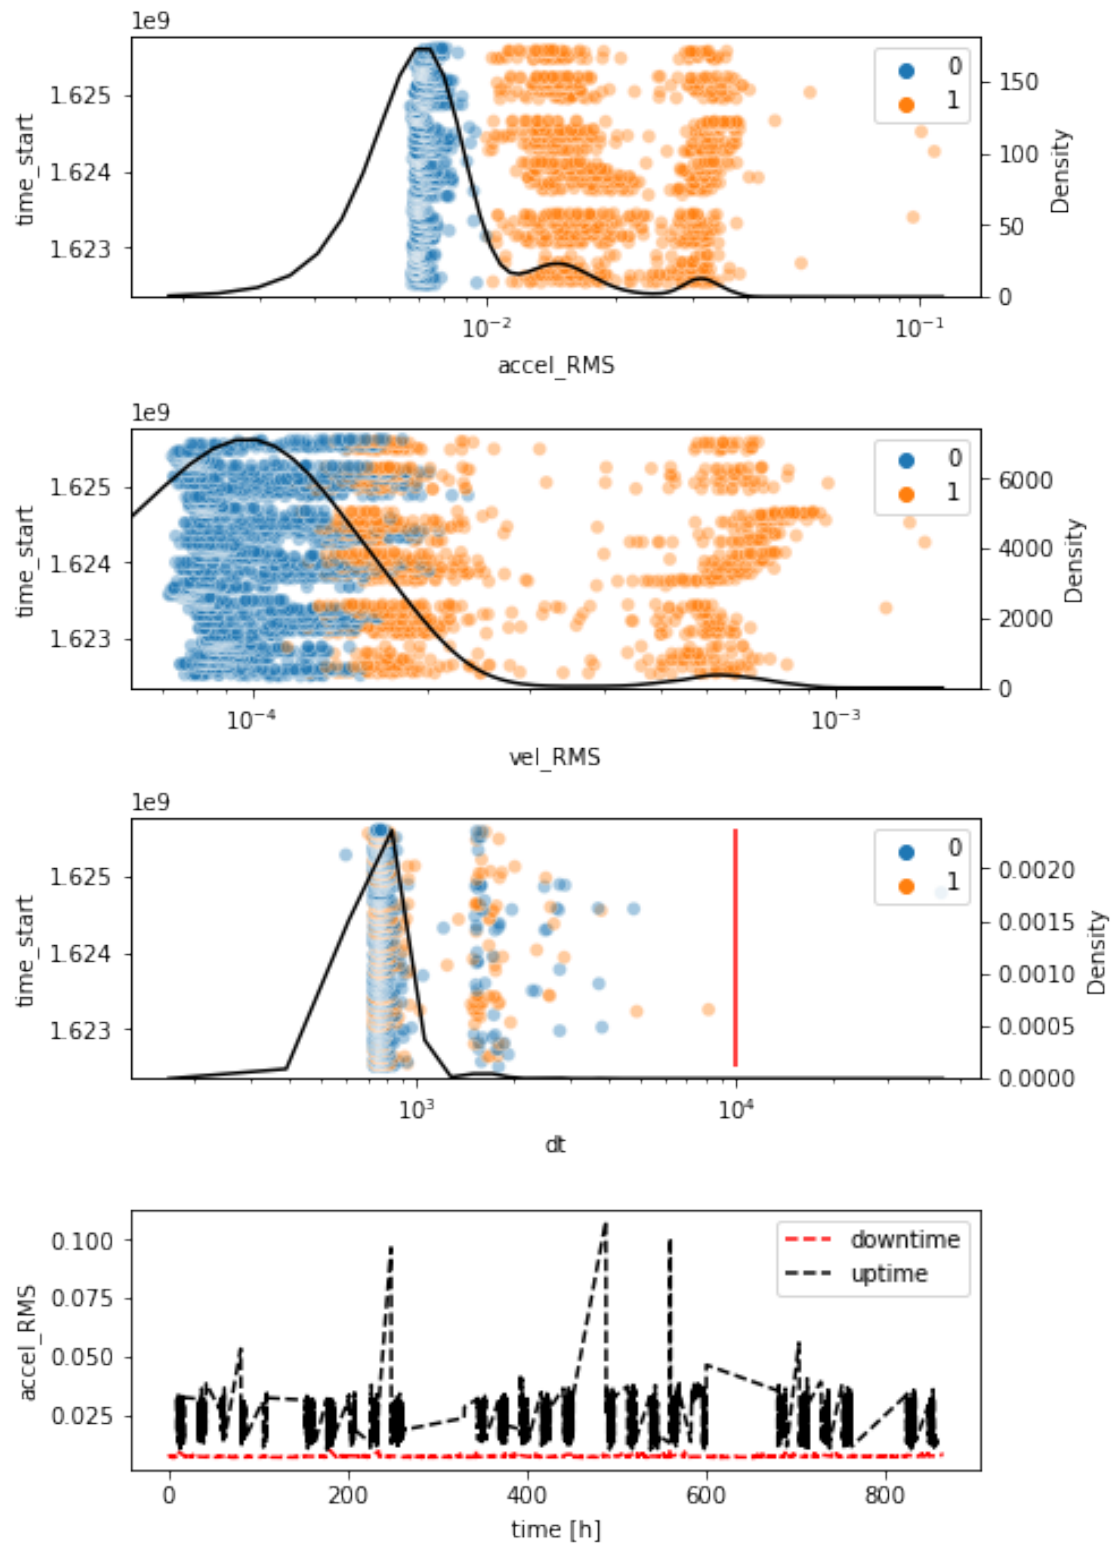 1e9
1.625
1.624
1.623
time_start
0
1
150
100
50
0
Density
10⁻²
10⁻¹
accel_RMS
1e9
1.625
1.624
1.623
time_start
0
1
6000
4000
2000
0
Density
10⁻⁴
10⁻³
vel_RMS
1e9
1.625
1.624
1.623
time_start
0
1
0.0020
0.0015
0.0010
0.0005
0.0000
Density
10³
10⁴
dt
0.100
0.075
0.050
0.025
accel_RMS
downtime
uptime
0
200
400
600
800
time [h]